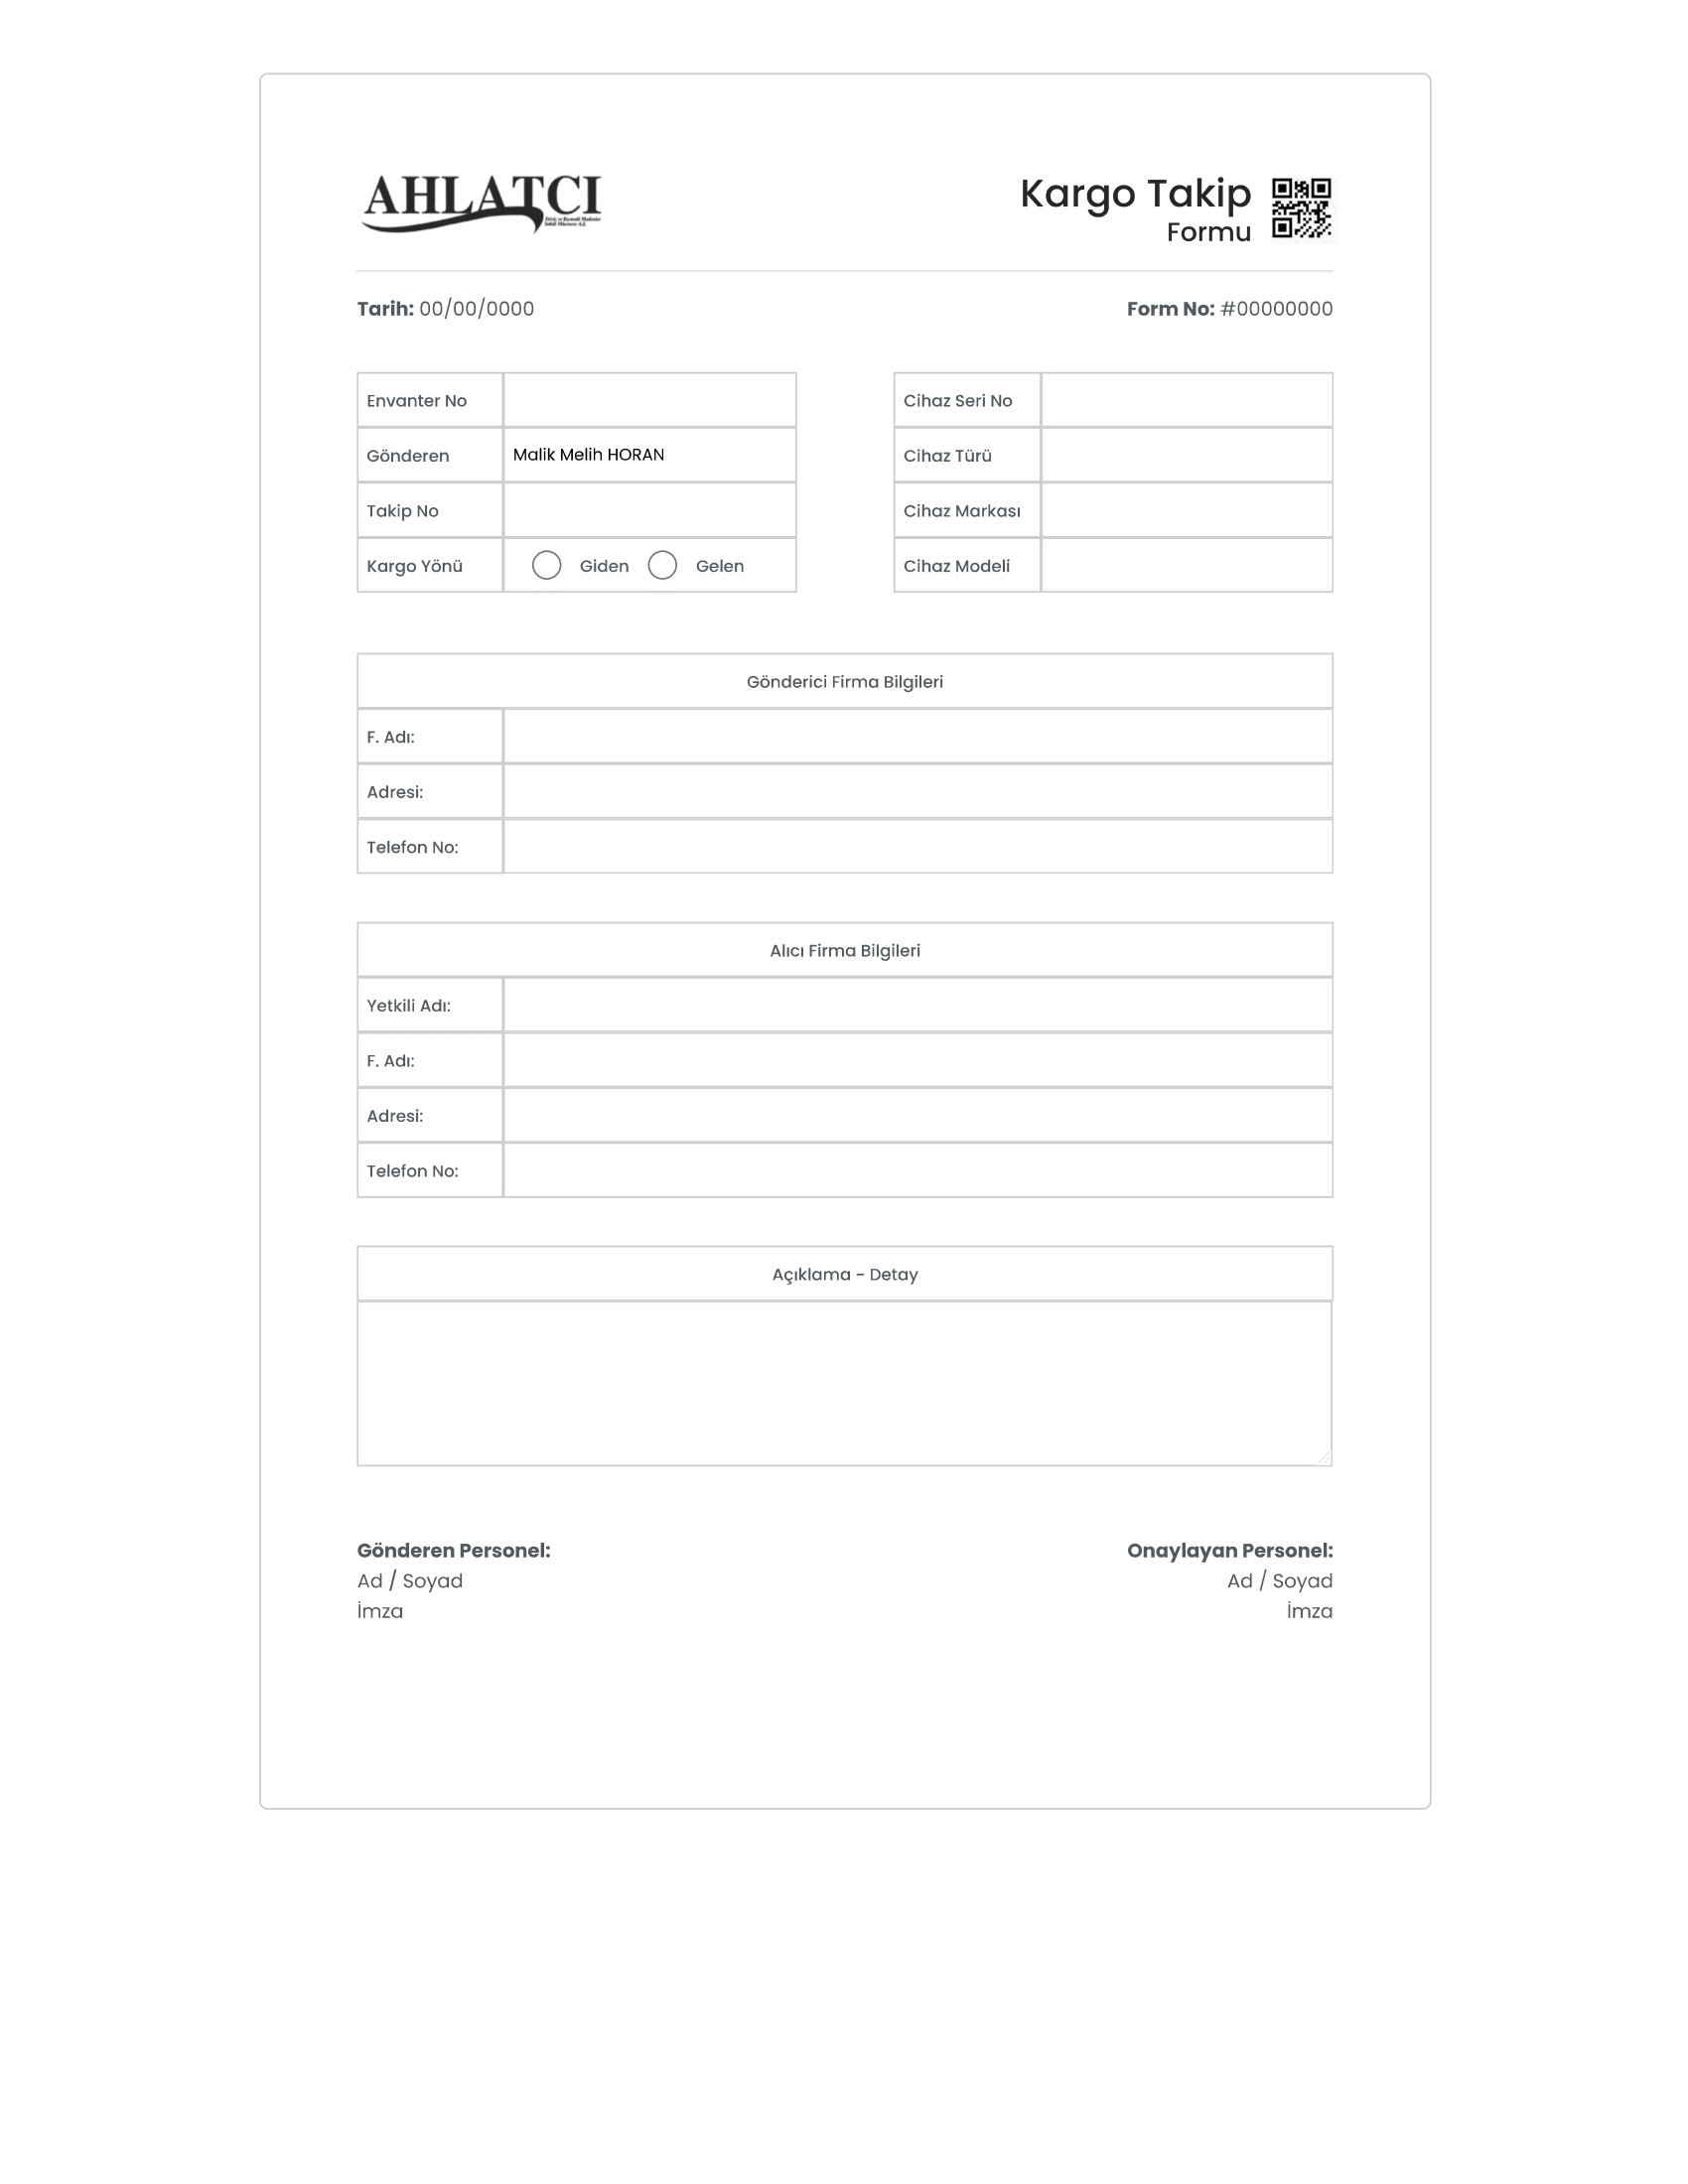 AHLATCI
Kargo Takip
Formu
Tarih: 00/00/0000
Form No: #00000000
Envanter No
Gönderen Malik Melih HORAN
Takip No
Kargo Yönü Giden Gelen
Cihaz Seri No
Cihaz Türü
Cihaz Markası
Cihaz Modeli
Gönderici Firma Bilgileri
F. Adı:
Adresi:
Telefon No:
Alıcı Firma Bilgileri
Yetkili Adı:
F. Adı:
Adresi:
Telefon No:
Açıklama - Detay
Gönderen Personel:
Ad / Soyad
İmza
Onaylayan Personel:
Ad / Soyad
İmza